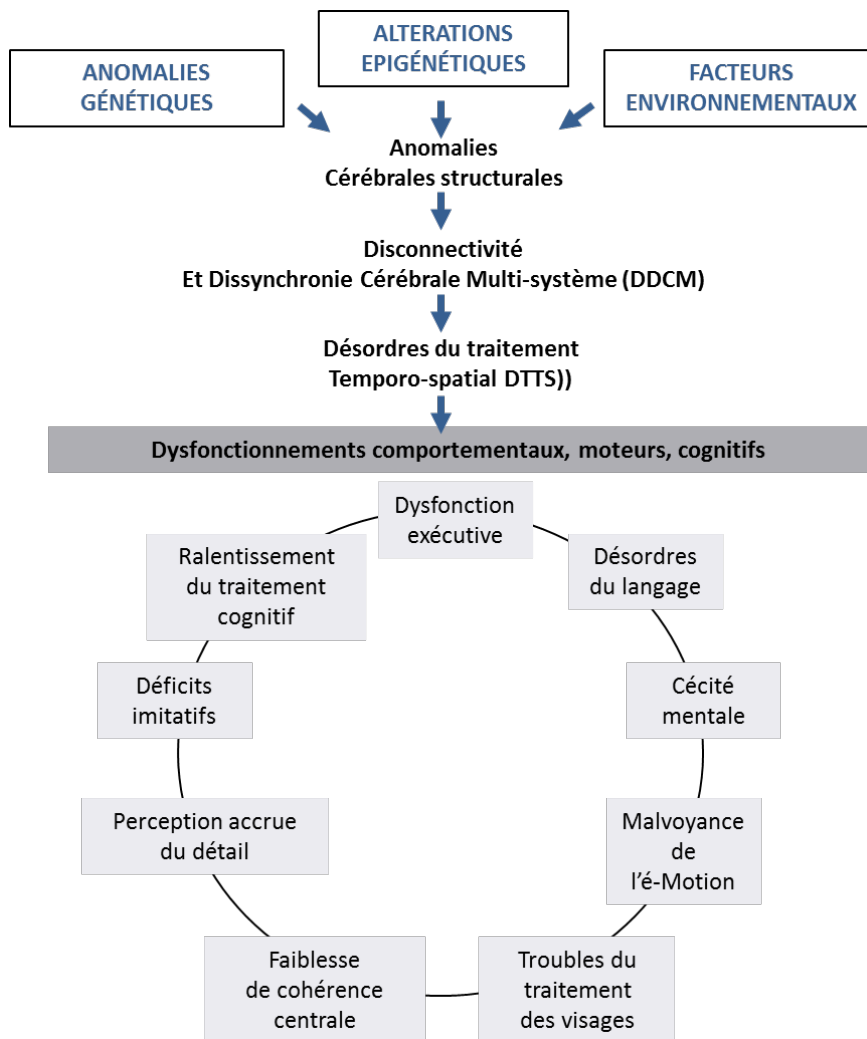 ALTERATIONS
EPIGÉNÉTIQUES
ANOMALIES
GÉNÉTIQUES
FACTEURS
ENVIRONNEMENTAUX
Anomalies
Cérébrales structurales
Disconnectivité
Et Dissynchronie Cérébrale Multi-système (DDCM)
Désordres du traitement
Temporo-spatial DTTS))
Dysfonctionnements comportementaux, moteurs, cognitifs
Dysfonction
exécutive
Désordres
du langage
Cécité
mentale
Malvoyance
de
l'é-Motion
Troubles du
traitement
des visages
Faiblesse
de cohérence
centrale
Perception accrue
du détail
Déficits
imitatifs
Ralentissement
du traitement
cognitif